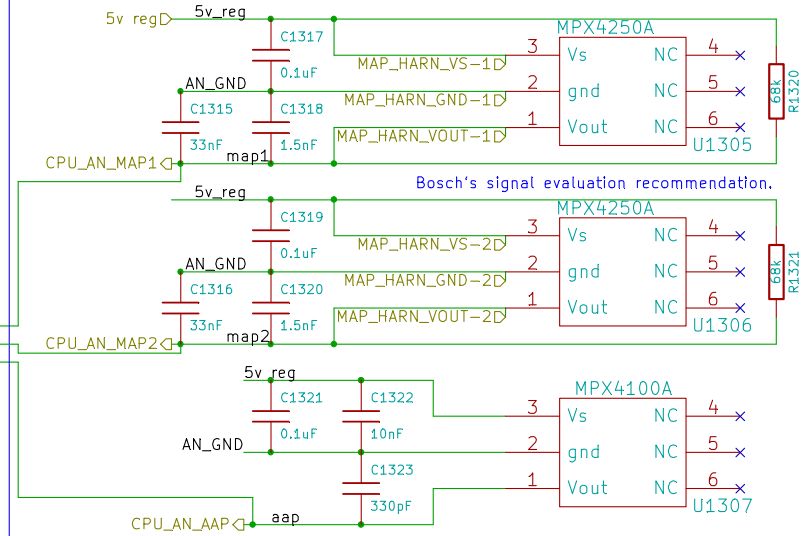 5v reg
5v_reg
MPX4250A
C1317
0.1uF
MAP_HARN_VS-1
3
Vs
NC
4
AN_GND
C1315
33nF
C1318
1.5nF
MAP_HARN_GND-1
2
gnd
NC
5
68k
R1320
MAP_HARN_VOUT-1
1
Vout
NC
6
U1305
CPU_AN_MAP1
map1
Bosch's signal evaluation recommendation.
5v_reg
MPX4250A
C1319
0.1uF
MAP_HARN_VS-2
3
Vs
NC
4
AN_GND
C1316
33nF
C1320
1.5nF
MAP_HARN_GND-2
2
gnd
NC
5
68k
R1321
MAP_HARN_VOUT-2
1
Vout
NC
6
U1306
CPU_AN_MAP2
map2
5v_reg
MPX4100A
C1321
0.1uF
C1322
10nF
3
Vs
NC
4
AN_GND
2
gnd
NC
5
C1323
330pF
1
Vout
NC
6
U1307
CPU_AN_AAP
aap